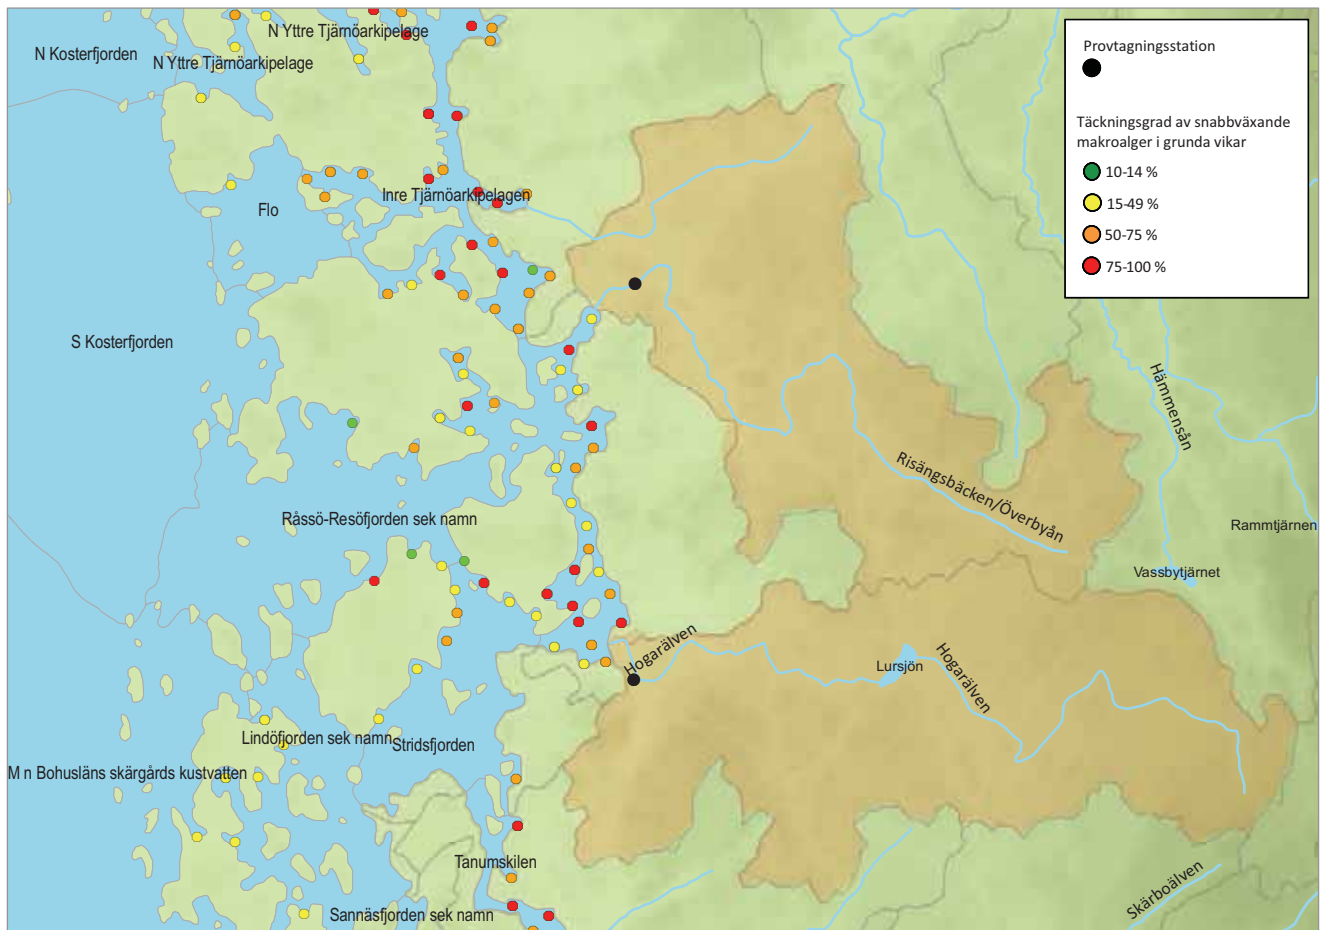 N Yttre Tjärnöarkipelage
N Kosterfjorden
N Yttre Tjärnöarkipelage
Provtagningsstation
Täckningsgrad av snabbväxande
makroalger i grunda vikar
10-14 %
15-49 %
50-75 %
75-100 %
Inre Tjärnöarkipelagen
Flo
S Kosterfjorden
Hämmensån
Risängsbäcken/Överbyån
Råssö-Resöfjorden sek namn
Rammtjärnen
Vassbytjärnet
Hogarälven
Lursjön
Hogarälven
Lindöfjorden sek namn
Stridsfjorden
M n Bohusläns skärgårds kustvatten
Tanumskilen
Skärboälven
Sannäsfjorden sek namn